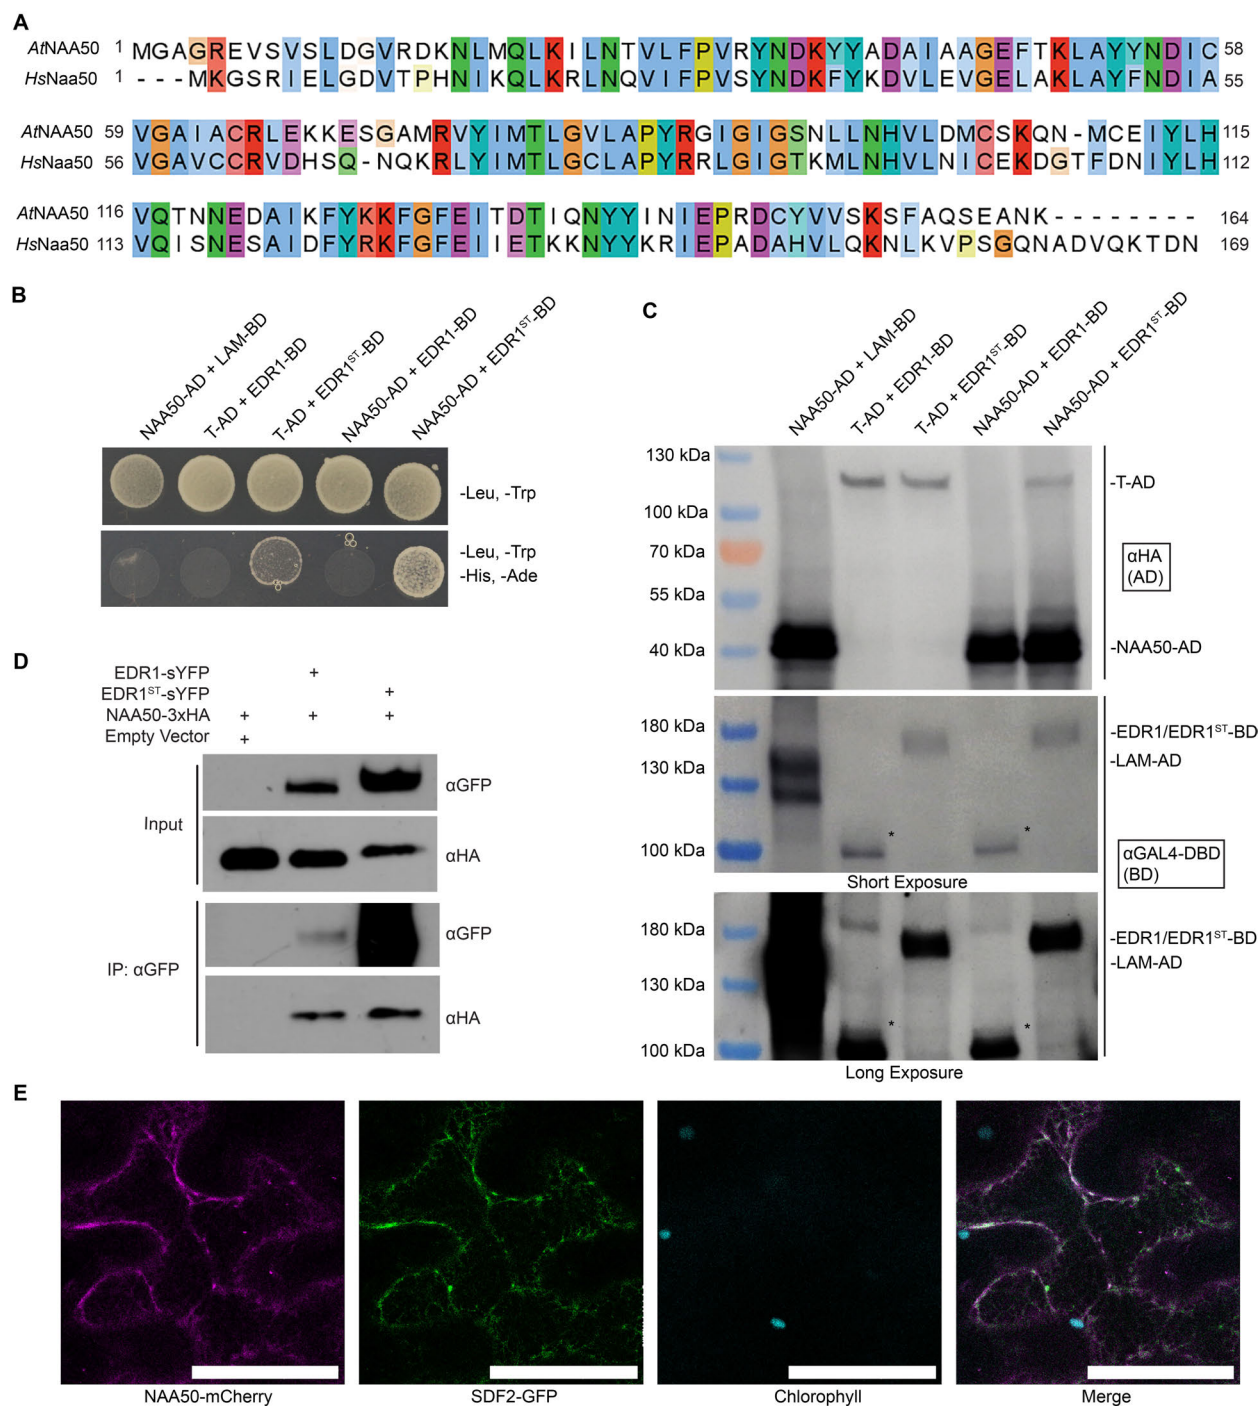 A
AtNAA50 1 MGAGREVSVSLDGVRDKNLMQLKILNTVLFPVRYNDKYYADAIAAGEFTKLAYYNDIC 58
HsNaa50 1 ---MKGSRIELGDVTPHNIKQLKRLNQVIFPVSYNDKFYKDVLEVGELAKLAYFNDIA 55
AtNAA50 59 VGAIACRLEKKESGAMRVYIMTLGVLAPYRGIGIGSNLLNHVLDMCSKQN-MCEIYLH 115
HsNaa50 56 VGAVCCRVDHSQ-NQKRLYIMTLGCLAPYRRLGIGTKMLNHVLNICEKDGTFDNIYLH 112
AtNAA50 116 VQTNNEDAIKFYKKFGFEITDTIQNYYINIEPRDCYVVSKSFAQSEANK-------- 164
HsNaa50 113 VQISNESAIDFYRKFGFEIIETKKNYYKRIEPADAHVLQKNLKVPSGQNADVQKTDN 169
B
NAA50-AD + LAM-BD
T-AD + EDR1-BD
T-AD + EDR1ST-BD
NAA50-AD + EDR1-BD
NAA50-AD + EDR1ST-BD
-Leu, -Trp
-Leu, -Trp
-His, -Ade
C
NAA50-AD + LAM-BD
T-AD + EDR1-BD
T-AD + EDR1ST-BD
NAA50-AD + EDR1-BD
NAA50-AD + EDR1ST-BD
130 kDa
100 kDa
70 kDa
55 kDa
40 kDa
-T-AD
αHA
(AD)
-NAA50-AD
180 kDa
130 kDa
100 kDa
-EDR1/EDR1ST-BD
-LAM-AD
* *
Short Exposure
αGAL4-DBD
(BD)
180 kDa
130 kDa
100 kDa
-EDR1/EDR1ST-BD
-LAM-AD
* *
Long Exposure
D
EDR1-sYFP +
EDR1ST-sYFP +
NAA50-3xHA + + +
Empty Vector +
Input
αGFP
αHA
IP: αGFP
αGFP
αHA
E
NAA50-mCherry
SDF2-GFP
Chlorophyll
Merge